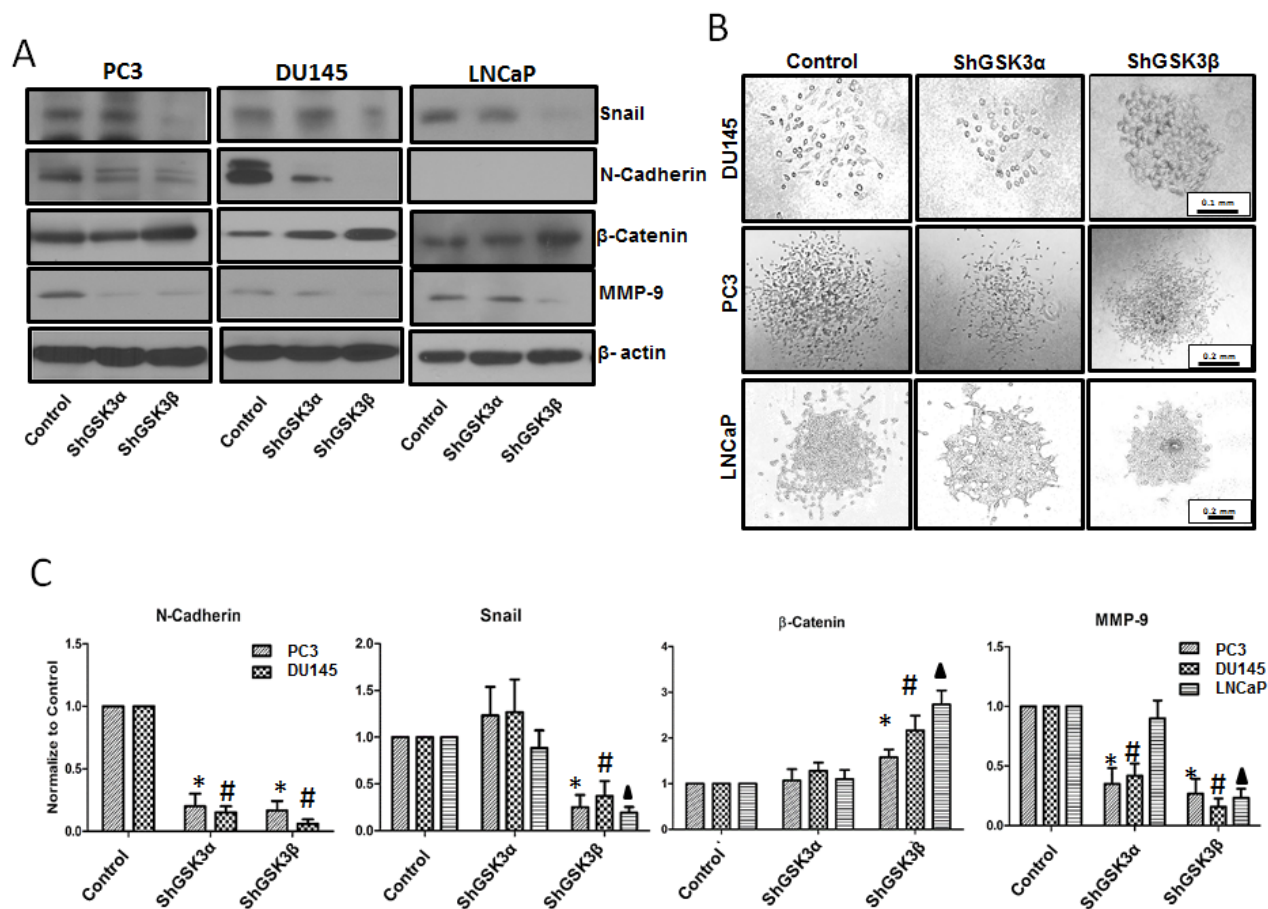 A
PC3 DU145 LNCaP
Snail
N-Cadherin
β-Catenin
MMP-9
β- actin
Control ShGSK3α ShGSK3β Control ShGSK3α ShGSK3β Control ShGSK3α ShGSK3β
B
Control ShGSK3α ShGSK3β
DU145
0.1 mm
PC3
0.2 mm
LNCaP
0.2 mm
C
N-Cadherin
Normalize to Control
1.5
1.0
0.5
0.0
PC3
DU145
* # * #
Control ShGSK3α ShGSK3β
Snail
2.0
1.5
1.0
0.5
0.0
* # ▲
Control ShGSK3α ShGSK3β
β-Catenin
4
3
2
1
0
* # ▲
Control ShGSK3α ShGSK3β
MMP-9
1.5
1.0
0.5
0.0
PC3
DU145
LNCaP
* # * # ▲
Control ShGSK3α ShGSK3β